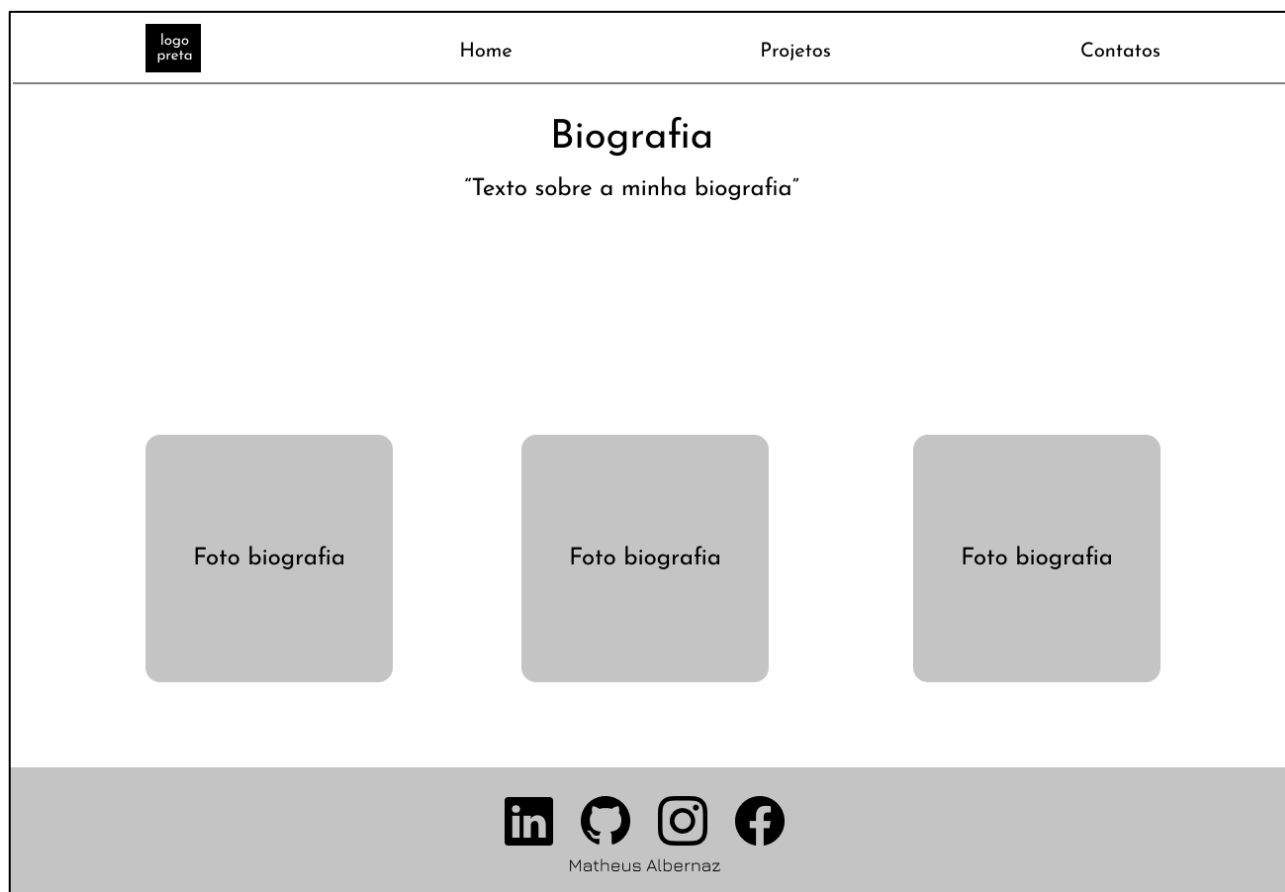 logo
preta
Home
Projetos
Contatos
Biografia
“Texto sobre a minha biografia”
Foto biografia
Foto biografia
Foto biografia
in
Matheus Albernaz